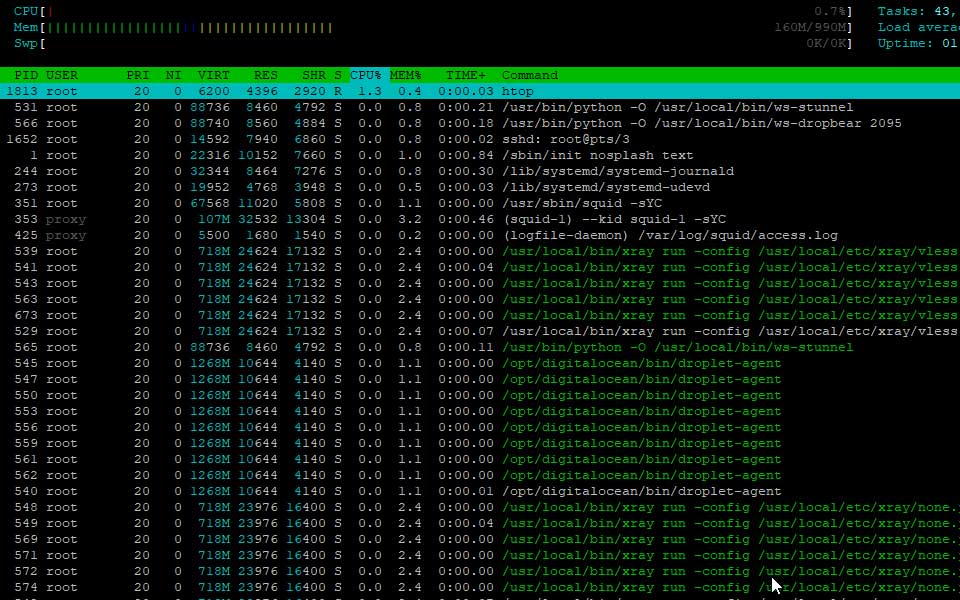 CPU[| 0.7%] Tasks: 43,
Mem[||||||||||||||||||||||||||||||||||| 160M/990M] Load avera
Swp[ 0K/0K] Uptime: 01
PID USER PRI NI VIRT RES SHR S CPU% MEM% TIME+ Command
1813 root 20 0 6200 4396 2920 R 1.3 0.4 0:00.03 htop
531 root 20 0 88736 8460 4792 S 0.0 0.8 0:00.21 /usr/bin/python -O /usr/local/bin/ws-stunnel
566 root 20 0 88740 8560 4884 S 0.0 0.8 0:00.18 /usr/bin/python -O /usr/local/bin/ws-dropbear 2095
1652 root 20 0 14592 7940 6860 S 0.0 0.8 0:00.02 sshd: root@pts/3
1 root 20 0 22316 10152 7660 S 0.0 1.0 0:00.84 /sbin/init nosplash text
244 root 20 0 32344 8464 7276 S 0.0 0.8 0:00.30 /lib/systemd/systemd-journald
273 root 20 0 19952 4768 3948 S 0.0 0.5 0:00.03 /lib/systemd/systemd-udevd
351 root 20 0 67568 11020 5808 S 0.0 1.1 0:00.00 /usr/sbin/squid -sYC
353 proxy 20 0 107M 32532 13304 S 0.0 3.2 0:00.46 (squid-1) --kid squid-1 -sYC
425 proxy 20 0 5500 1680 1540 S 0.0 0.2 0:00.00 (logfile-daemon) /var/log/squid/access.log
539 root 20 0 718M 24624 17132 S 0.0 2.4 0:00.00 /usr/local/bin/xray run -config /usr/local/etc/xray/vless
541 root 20 0 718M 24624 17132 S 0.0 2.4 0:00.04 /usr/local/bin/xray run -config /usr/local/etc/xray/vless
543 root 20 0 718M 24624 17132 S 0.0 2.4 0:00.00 /usr/local/bin/xray run -config /usr/local/etc/xray/vless
563 root 20 0 718M 24624 17132 S 0.0 2.4 0:00.00 /usr/local/bin/xray run -config /usr/local/etc/xray/vless
673 root 20 0 718M 24624 17132 S 0.0 2.4 0:00.00 /usr/local/bin/xray run -config /usr/local/etc/xray/vless
529 root 20 0 718M 24624 17132 S 0.0 2.4 0:00.07 /usr/local/bin/xray run -config /usr/local/etc/xray/vless
565 root 20 0 88736 8460 4792 S 0.0 0.8 0:00.11 /usr/bin/python -O /usr/local/bin/ws-stunnel
545 root 20 0 1268M 10644 4140 S 0.0 1.1 0:00.00 /opt/digitalocean/bin/droplet-agent
547 root 20 0 1268M 10644 4140 S 0.0 1.1 0:00.00 /opt/digitalocean/bin/droplet-agent
550 root 20 0 1268M 10644 4140 S 0.0 1.1 0:00.00 /opt/digitalocean/bin/droplet-agent
553 root 20 0 1268M 10644 4140 S 0.0 1.1 0:00.00 /opt/digitalocean/bin/droplet-agent
556 root 20 0 1268M 10644 4140 S 0.0 1.1 0:00.00 /opt/digitalocean/bin/droplet-agent
559 root 20 0 1268M 10644 4140 S 0.0 1.1 0:00.00 /opt/digitalocean/bin/droplet-agent
561 root 20 0 1268M 10644 4140 S 0.0 1.1 0:00.00 /opt/digitalocean/bin/droplet-agent
562 root 20 0 1268M 10644 4140 S 0.0 1.1 0:00.00 /opt/digitalocean/bin/droplet-agent
540 root 20 0 1268M 10644 4140 S 0.0 1.1 0:00.01 /opt/digitalocean/bin/droplet-agent
548 root 20 0 718M 23976 16400 S 0.0 2.4 0:00.00 /usr/local/bin/xray run -config /usr/local/etc/xray/none.
549 root 20 0 718M 23976 16400 S 0.0 2.4 0:00.04 /usr/local/bin/xray run -config /usr/local/etc/xray/none.
569 root 20 0 718M 23976 16400 S 0.0 2.4 0:00.00 /usr/local/bin/xray run -config /usr/local/etc/xray/none.
571 root 20 0 718M 23976 16400 S 0.0 2.4 0:00.00 /usr/local/bin/xray run -config /usr/local/etc/xray/none.
572 root 20 0 718M 23976 16400 S 0.0 2.4 0:00.00 /usr/local/bin/xray run -config /usr/local/etc/xray/none.
574 root 20 0 718M 23976 16400 S 0.0 2.4 0:00.00 /usr/local/bin/xray run -config /usr/local/etc/xray/none.